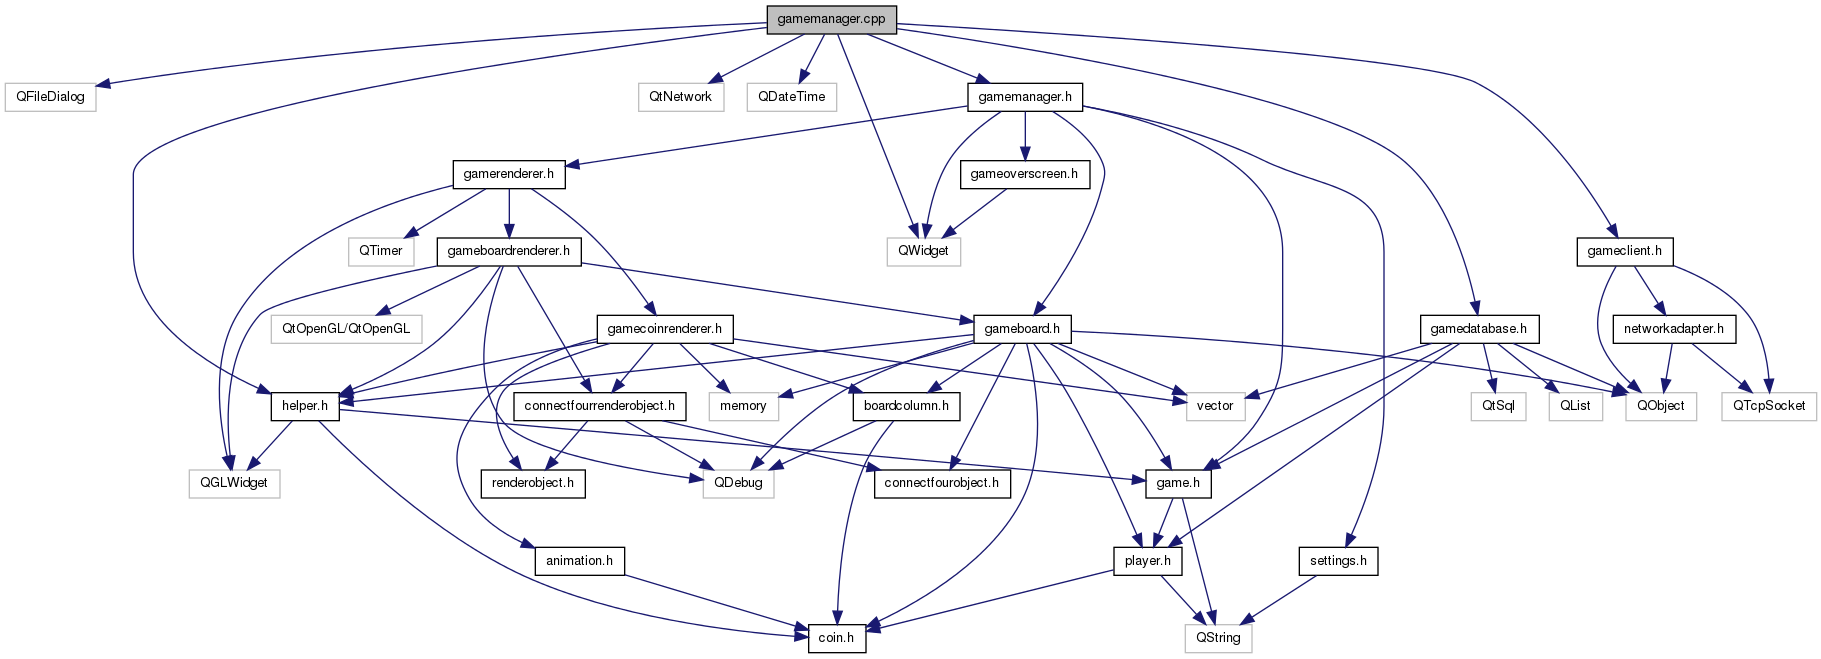 gamemanager.cpp
QFileDialog
QtNetwork
QDateTime
gamemanager.h
gamerenderer.h
gameoverscreen.h
QTimer
gameboardrenderer.h
QWidget
gameclient.h
QtOpenGL/QtOpenGL
gamecoinrenderer.h
gameboard.h
gamedatabase.h
networkadapter.h
helper.h
connectfourrenderobject.h
memory
boardcolumn.h
vector
QtSql
QList
QObject
QTcpSocket
QGLWidget
renderobject.h
QDebug
connectfourobject.h
game.h
animation.h
player.h
settings.h
coin.h
QString